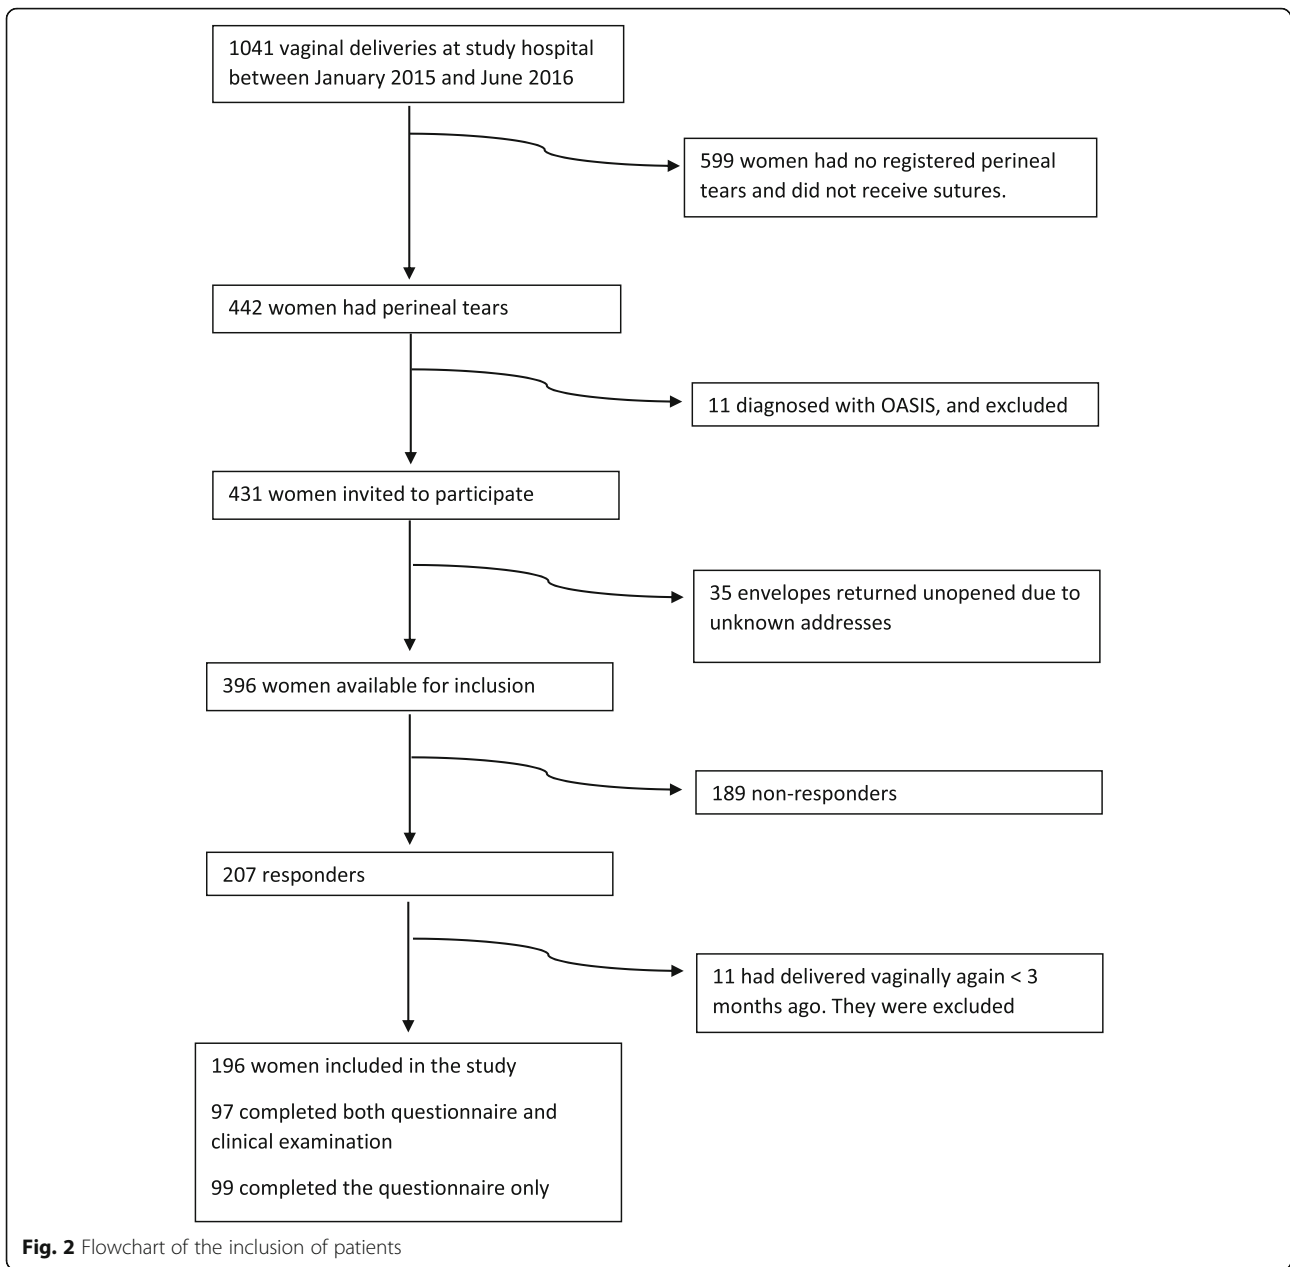 1041 vaginal deliveries at study hospital
between January 2015 and June 2016
599 women had no registered perineal
tears and did not receive sutures.
442 women had perineal tears
11 diagnosed with OASIS, and excluded
431 women invited to participate
35 envelopes returned unopened due to
unknown addresses
396 women available for inclusion
189 non-responders
207 responders
11 had delivered vaginally again < 3
months ago. They were excluded
196 women included in the study
97 completed both questionnaire and
clinical examination
99 completed the questionnaire only
Fig. 2 Flowchart of the inclusion of patients